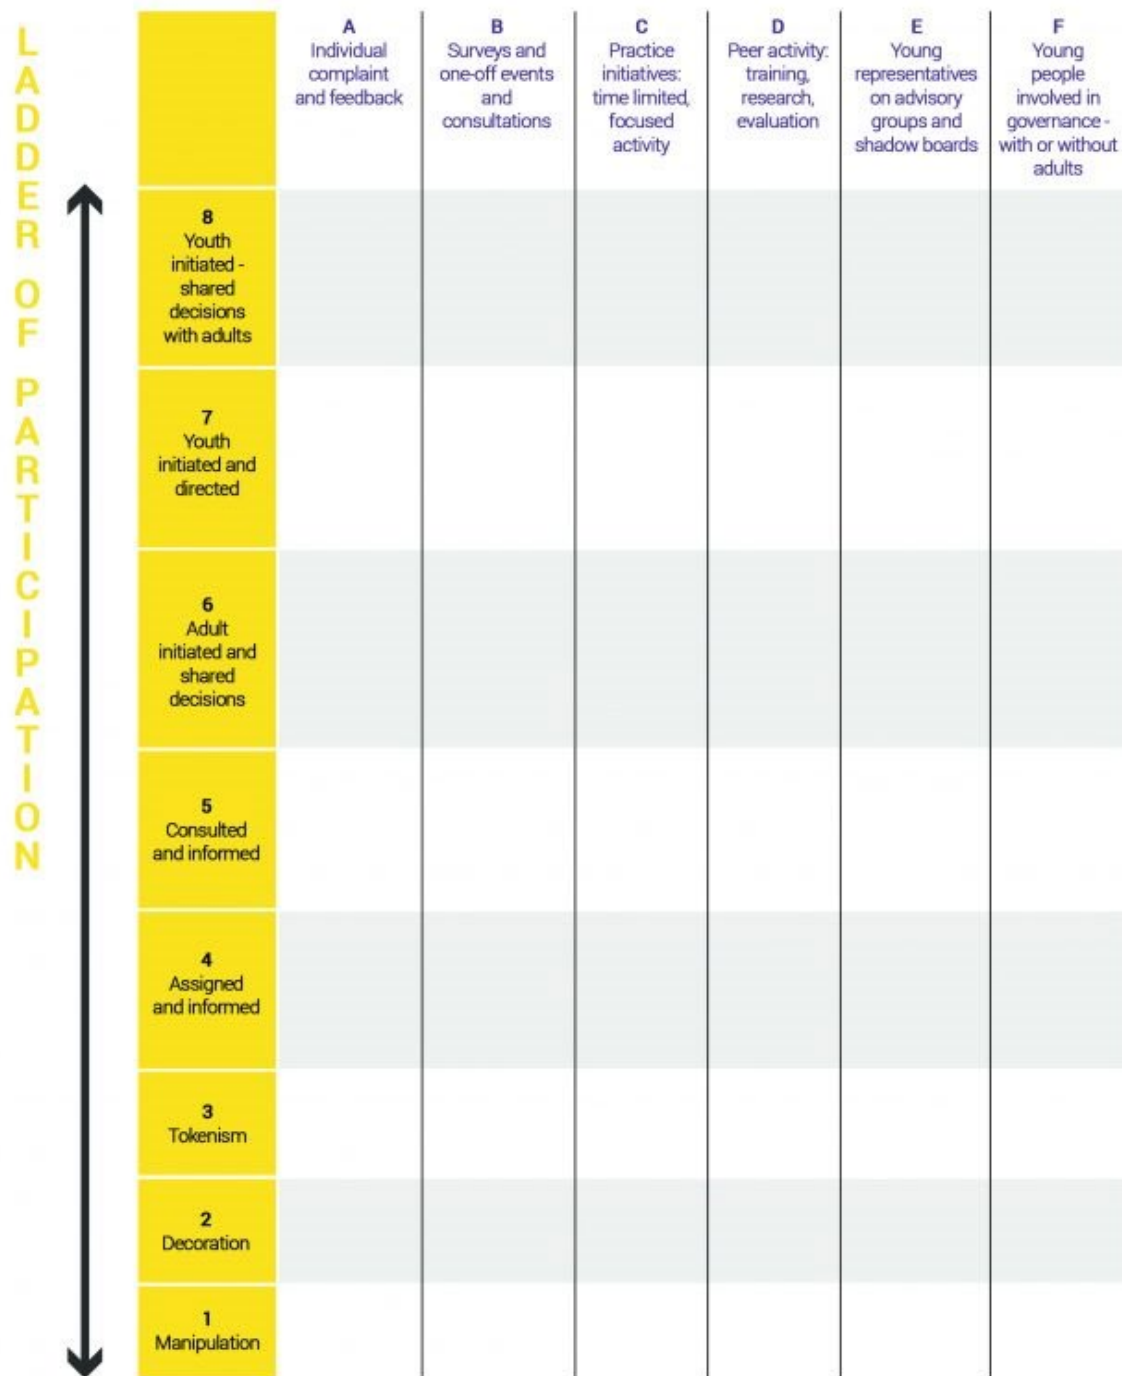 LADDER OF PARTICIPATION
A
Individual
complaint
and feedback
B
Surveys and
one-off events
and
consultations
C
Practice
initiatives:
time limited,
focused
activity
D
Peer activity:
training,
research,
evaluation
E
Young
representatives
on advisory
groups and
shadow boards
F
Young
people
involved in
governance -
with or without
adults
8
Youth
initiated -
shared
decisions
with adults
7
Youth
initiated and
directed
6
Adult
initiated and
shared
decisions
5
Consulted
and informed
4
Assigned
and informed
3
Tokenism
2
Decoration
1
Manipulation